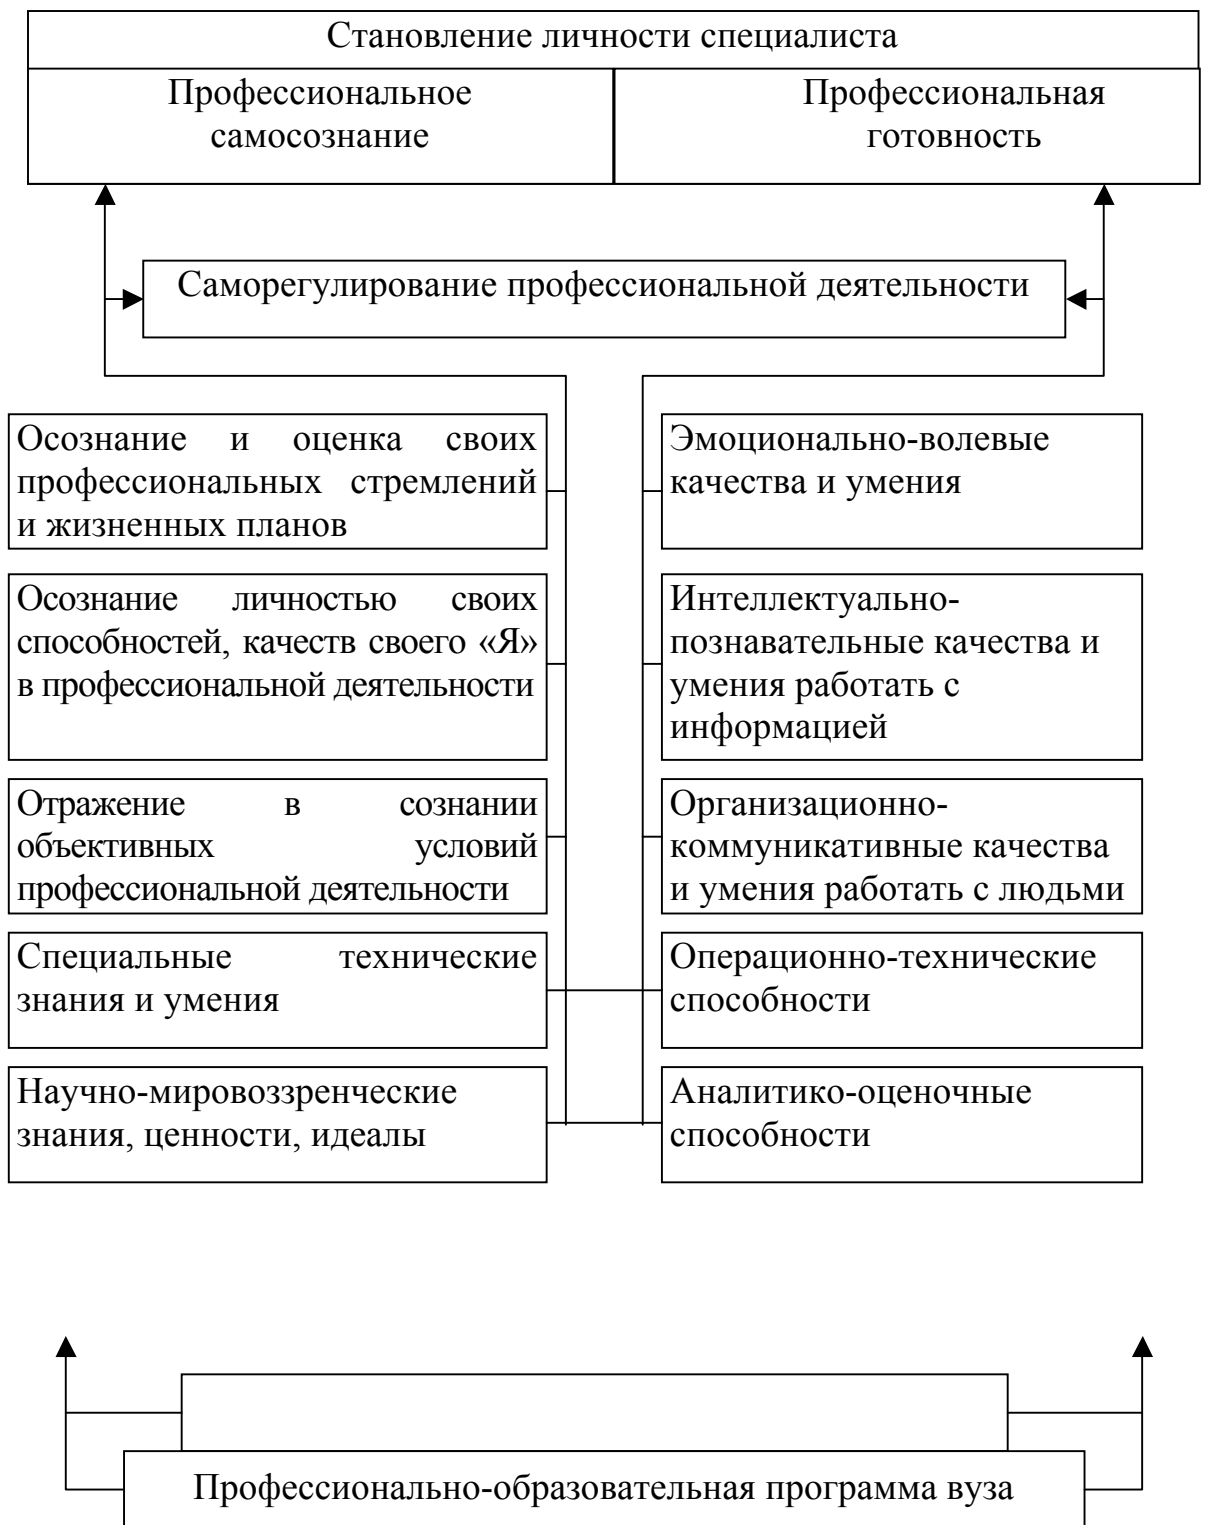 Становление личности специалиста
Профессиональное
самосознание
Профессиональная
готовность
Саморегулирование профессиональной деятельности
Осознание и оценка своих
профессиональных стремлений
и жизненных планов
Эмоционально-волевые
качества и умения
Осознание личностью своих
способностей, качеств своего «Я»
в профессиональной деятельности
Интеллектуально-
познавательные качества и
умения работать с
информацией
Отражение в сознании
объективных условий
профессиональной деятельности
Организационно-
коммуникативные качества
и умения работать с людьми
Специальные технические
знания и умения
Операционно-технические
способности
Научно-мировоззренческие
знания, ценности, идеалы
Аналитико-оценочные
способности
Профессионально-образовательная программа вуза